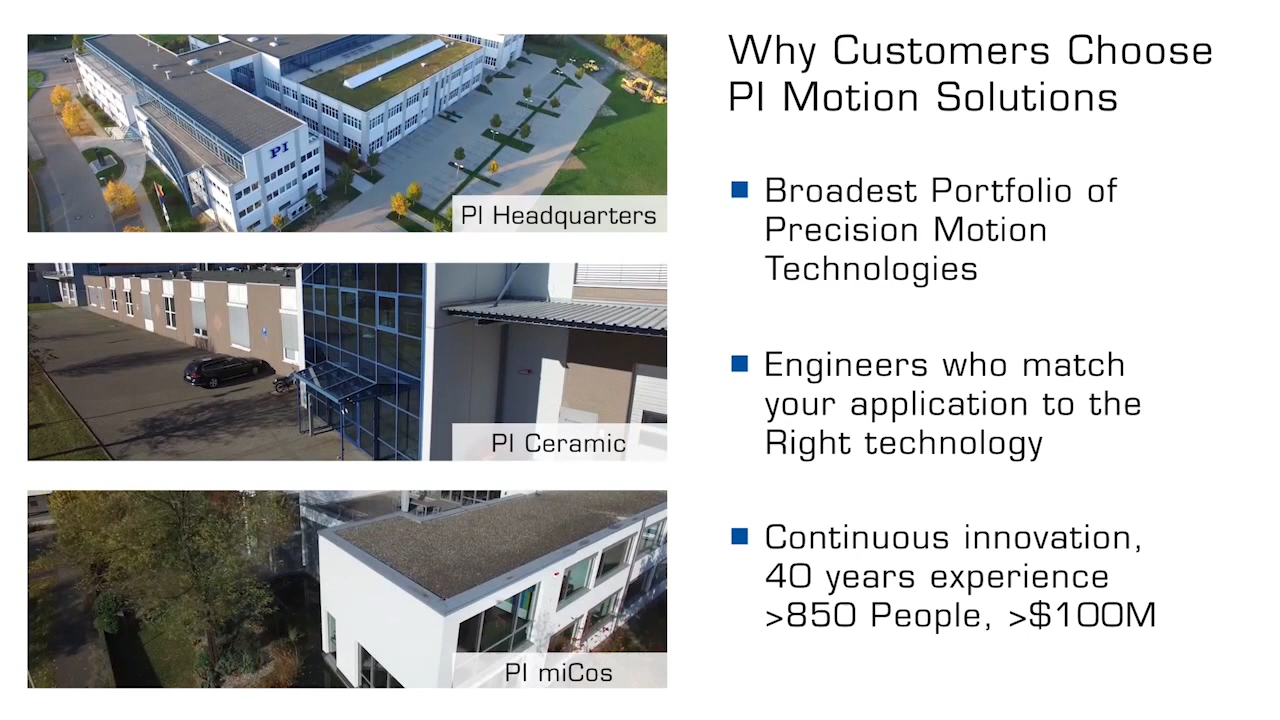 PI
PI Headquarters
PI Ceramic
PI miCos
Why Customers Choose
PI Motion Solutions
Broadest Portfolio of
Precision Motion
Technologies
Engineers who match
your application to the
Right technology
Continuous innovation,
40 years experience
>850 People, >$100M